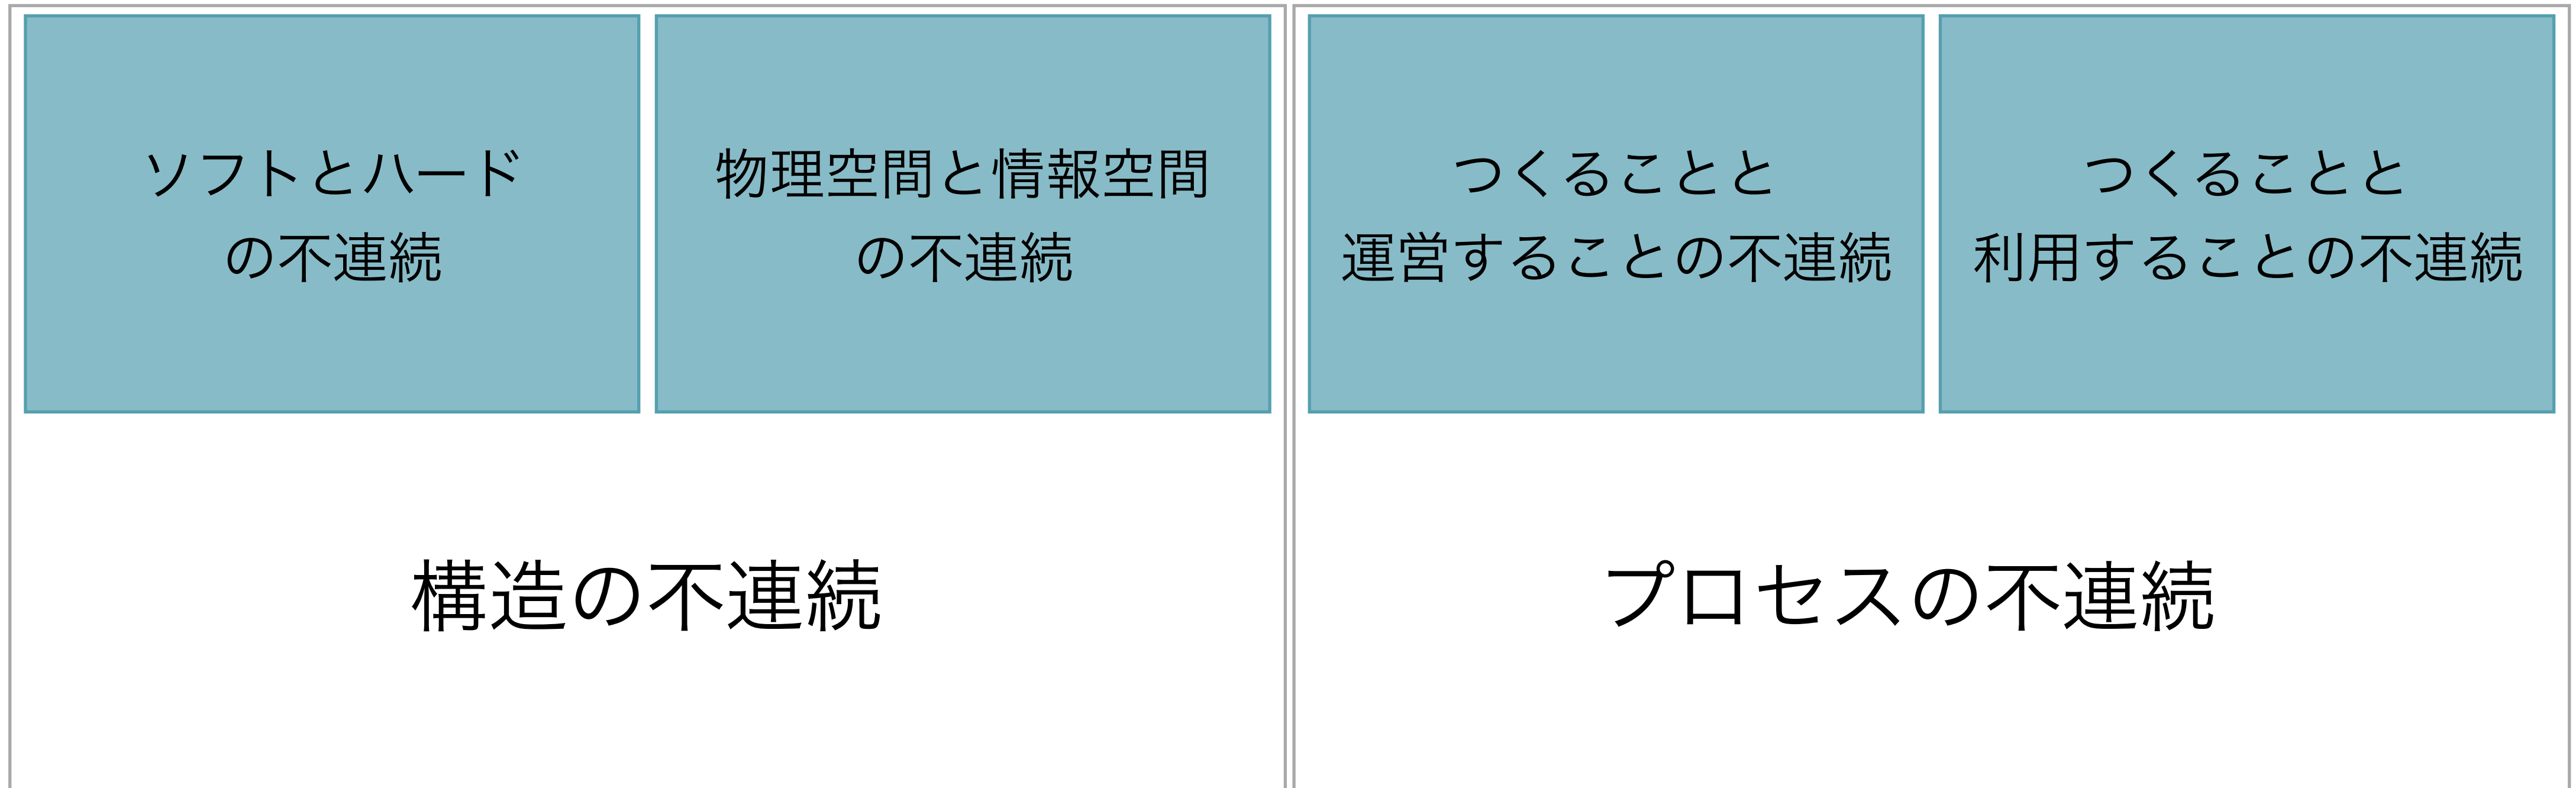 ソフトとハード
の不連続
物理空間と情報空間
の不連続
構造の不連続
つくることと
運営することの不連続
つくることと
利用することの不連続
プロセスの不連続